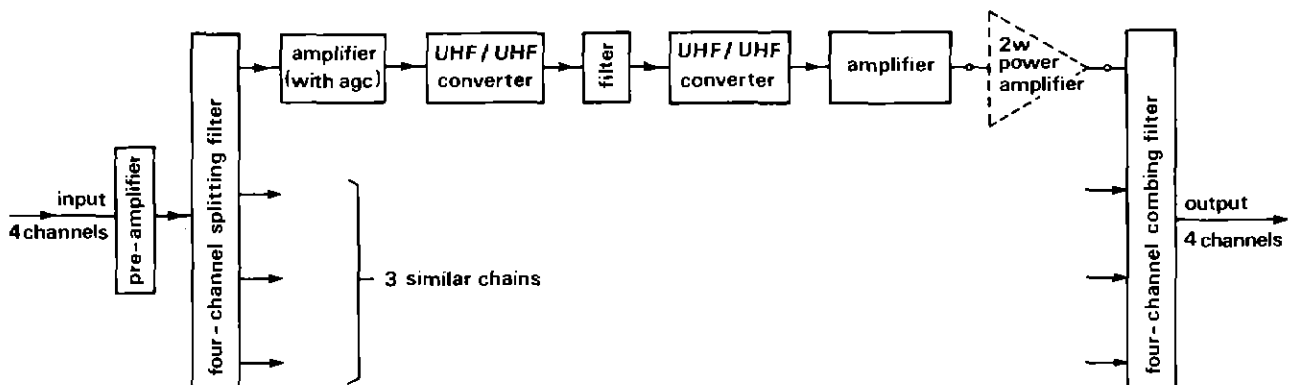 input
4 channels
pre-amplifier
four-channel splitting filter
amplifier
(with agc)
UHF / UHF
converter
filter
UHF / UHF
converter
amplifier
2w
power
amplifier
3 similar chains
four-channel combing filter
output
4 channels